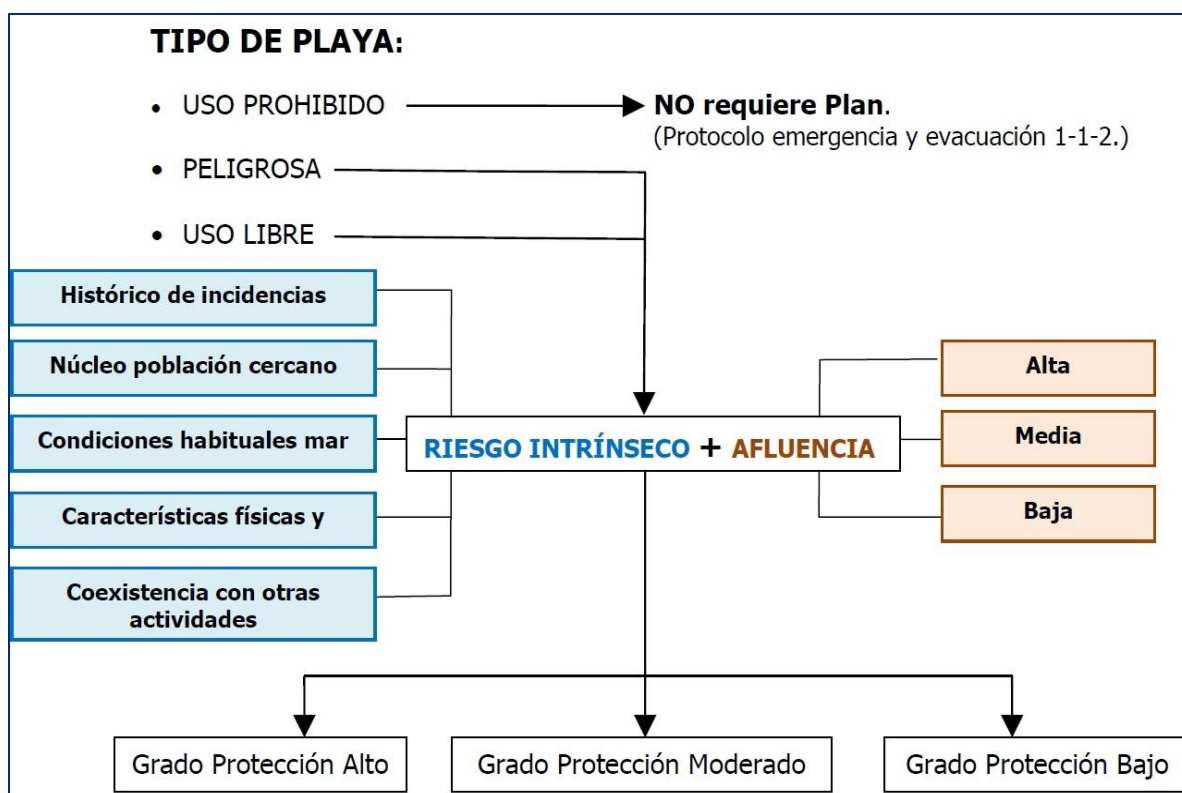 TIPO DE PLAYA:
• USO PROHIBIDO
NO requiere Plan.
(Protocolo emergencia y evacuación 1-1-2.)
• PELIGROSA
• USO LIBRE
Histórico de incidencias
Núcleo población cercano
Condiciones habituales mar
Características físicas y
Coexistencia con otras
actividades
RIESGO INTRÍNSECO + AFLUENCIA
Alta
Media
Baja
Grado Protección Alto
Grado Protección Moderado
Grado Protección Bajo